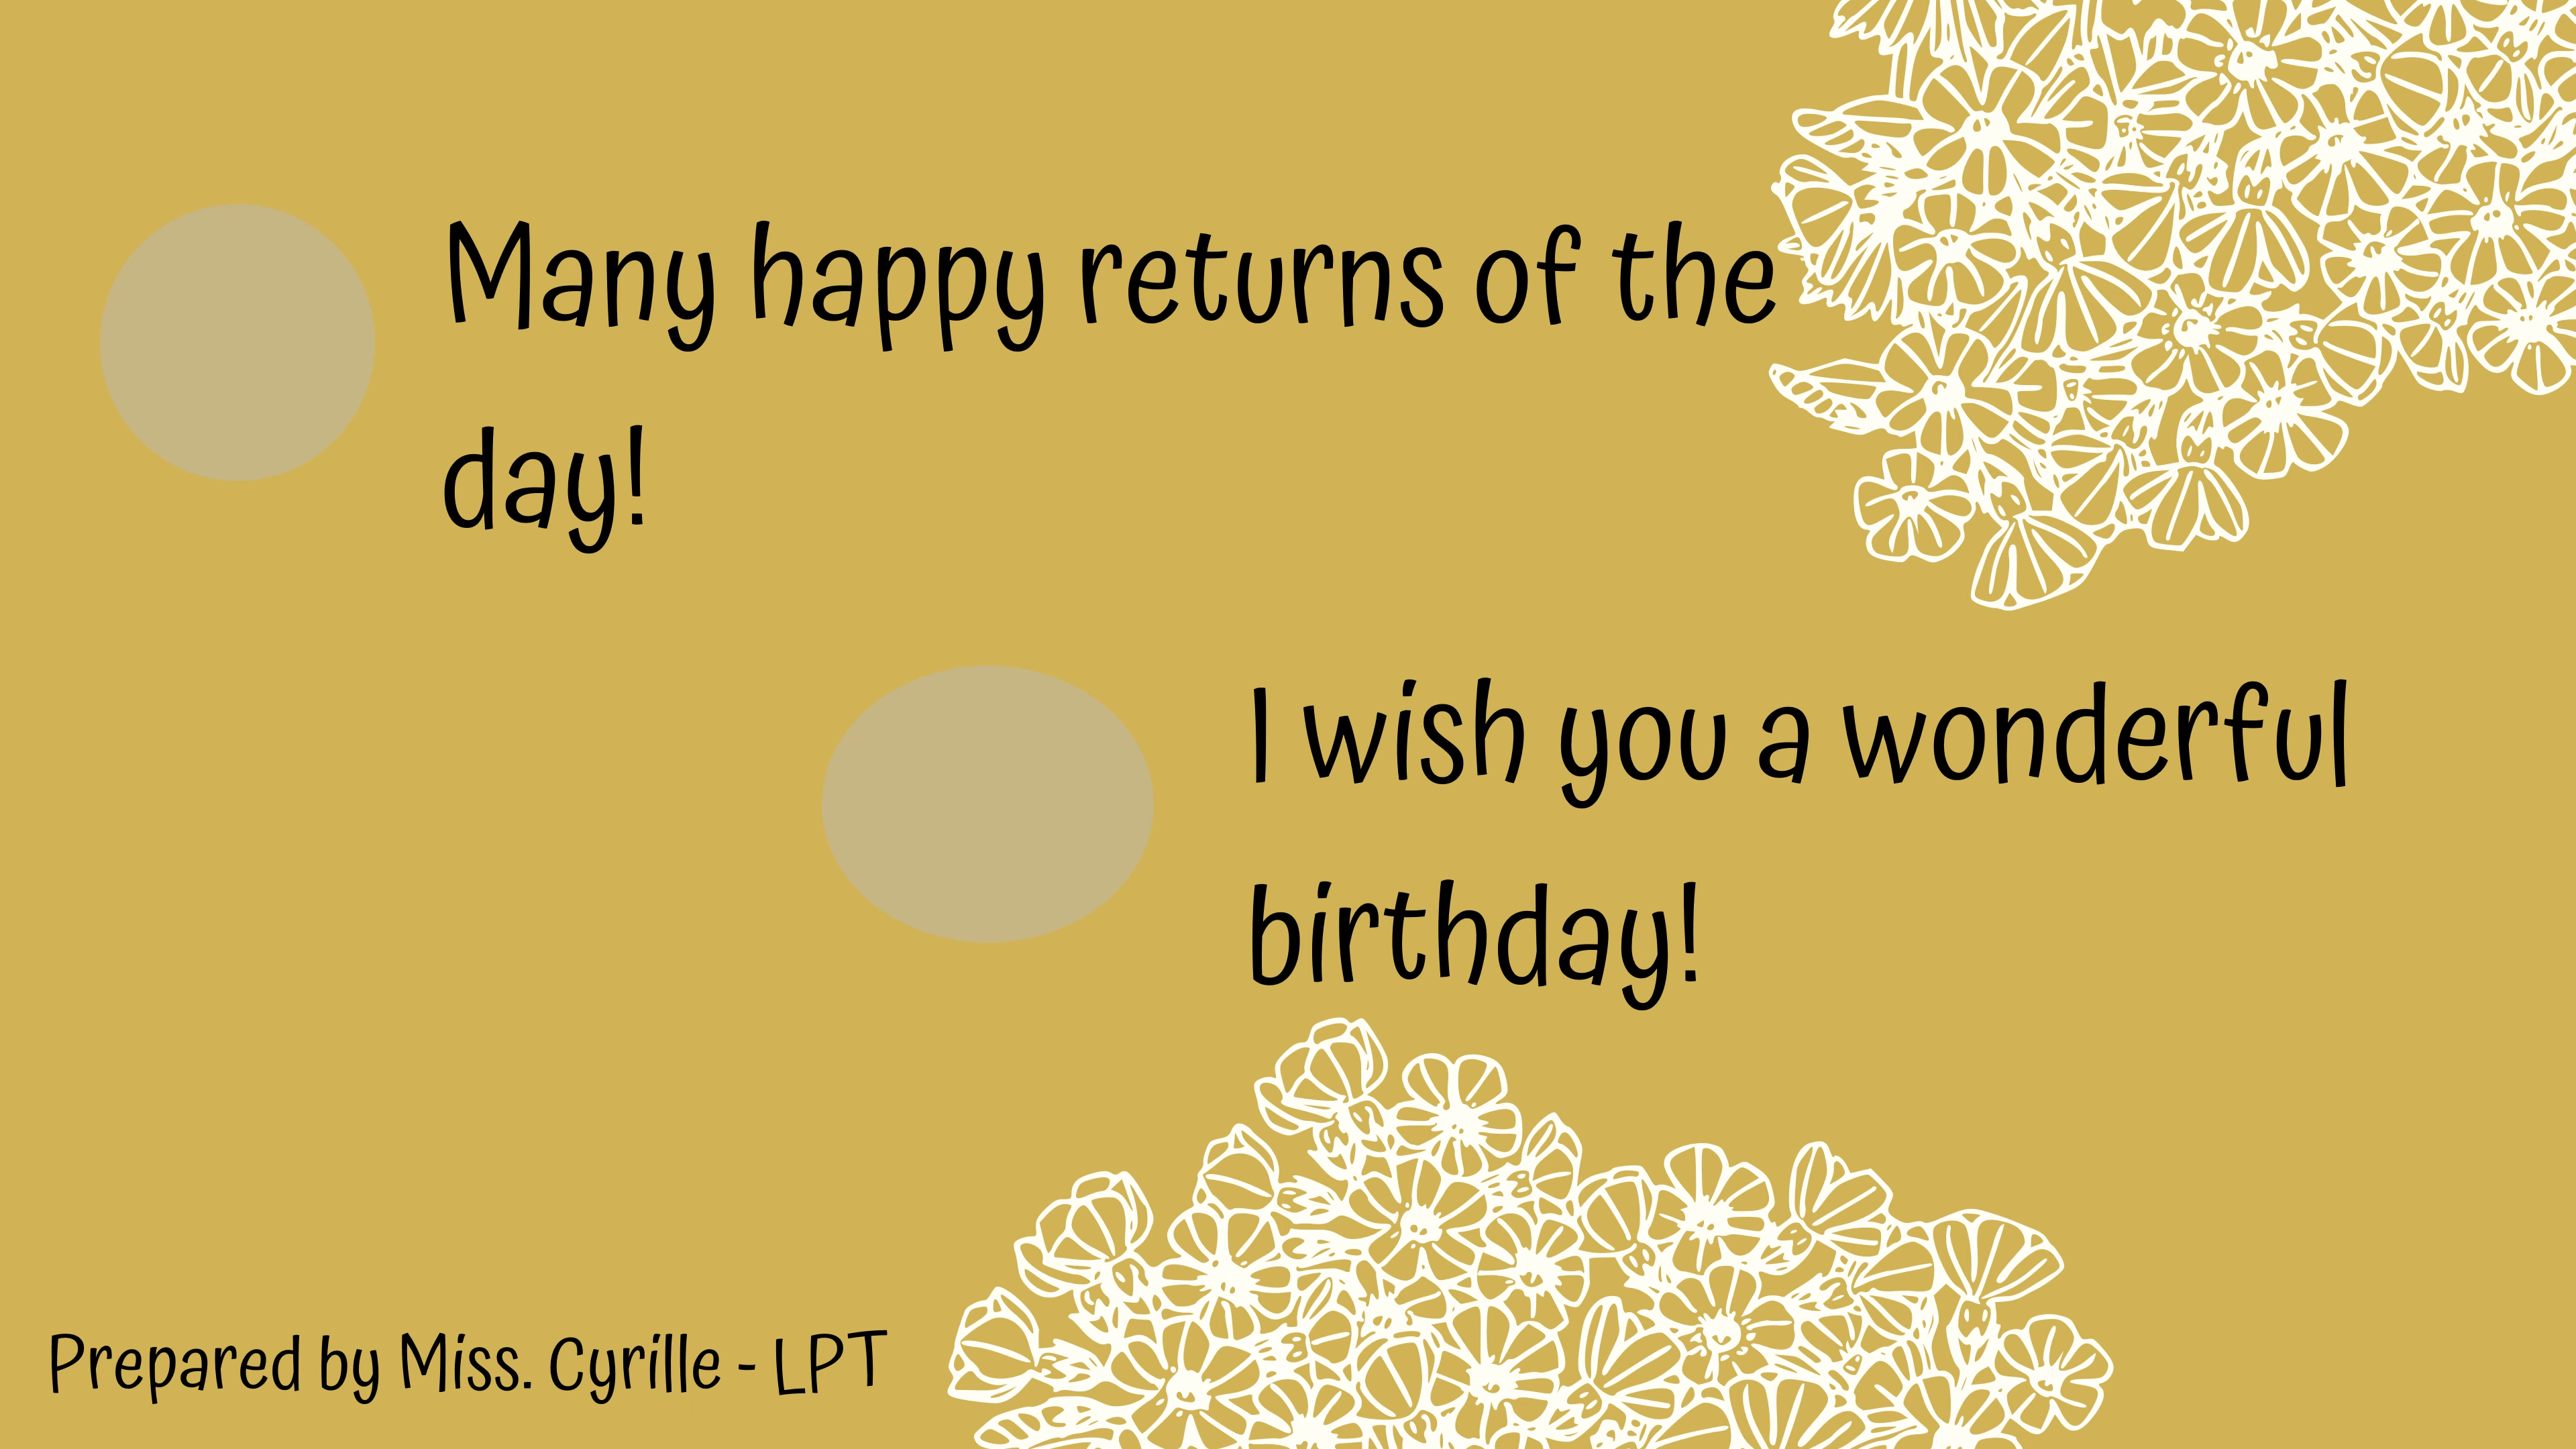 Many happy returns of the
day!
I wish you a wonderful
birthday!
Prepared by Miss. Cyrille - LPT